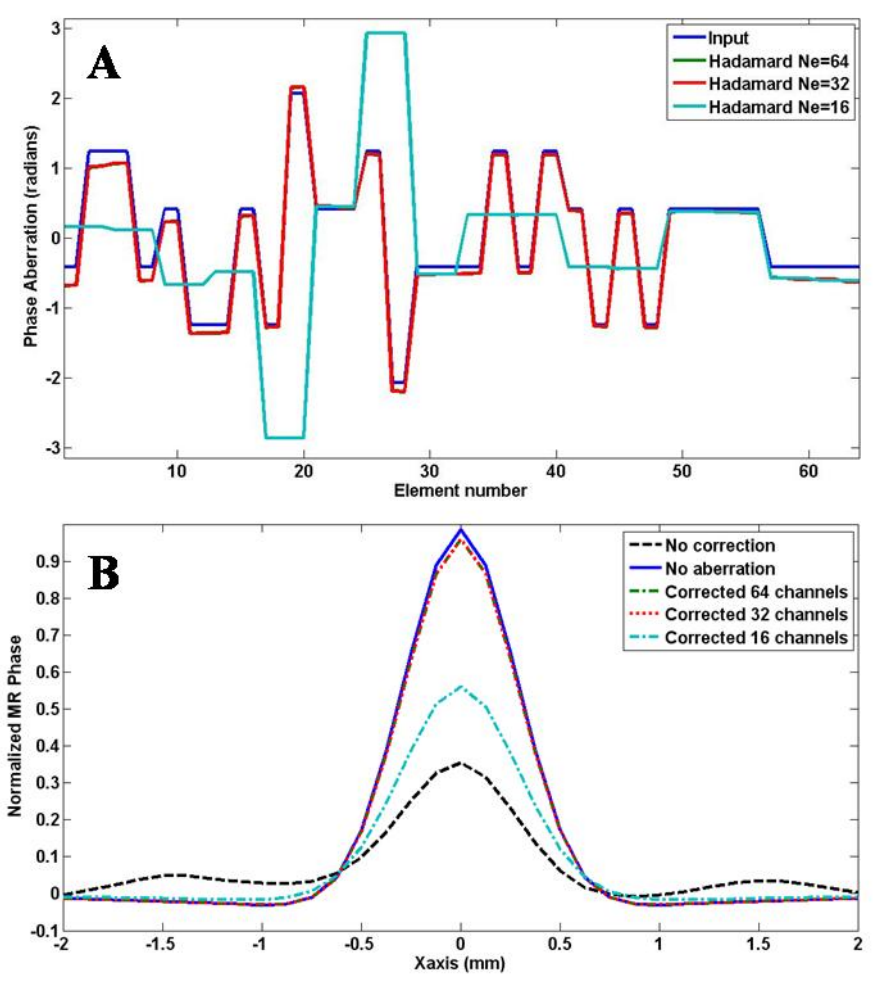 A
3
2
1
0
-1
-2
-3
Phase Aberration (radians)
Input
Hadamard Ne=64
Hadamard Ne=32
Hadamard Ne=16
10 20 30 40 50 60
Element number
B
0.9
0.8
0.7
0.6
0.5
0.4
0.3
0.2
0.1
0
-0.1
Normalized MR Phase
No correction
No aberration
Corrected 64 channels
Corrected 32 channels
Corrected 16 channels
-2 -1.5 -1 -0.5 0 0.5 1 1.5 2
Xaxis (mm)